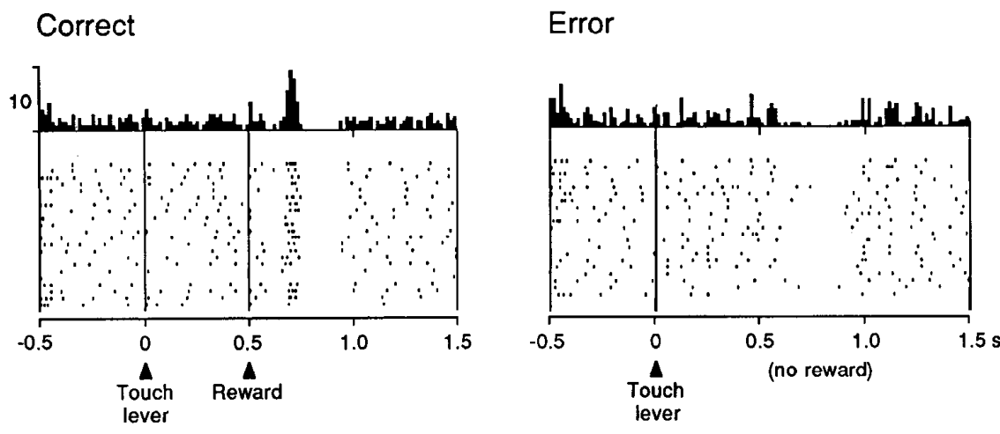 Correct
Error
10
-0.5 0 0.5 1.0 1.5
-0.5 0 0.5 1.0 1.5 s
Touch
lever
Reward
(no reward)
Touch
lever